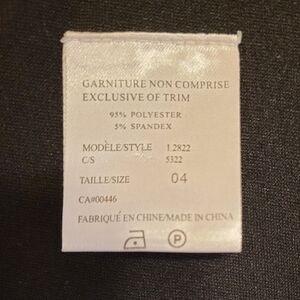 GARNITURE NON COMPRISE
EXCLUSIVE OF TRIM
95% POLYESTER
5% SPANDEX
MODÈLE/STYLE 1.2822
C/S 5322
TAILLE/SIZE 04
CA#00446
FABRIQUÉ EN CHINE/MADE IN CHINA
P